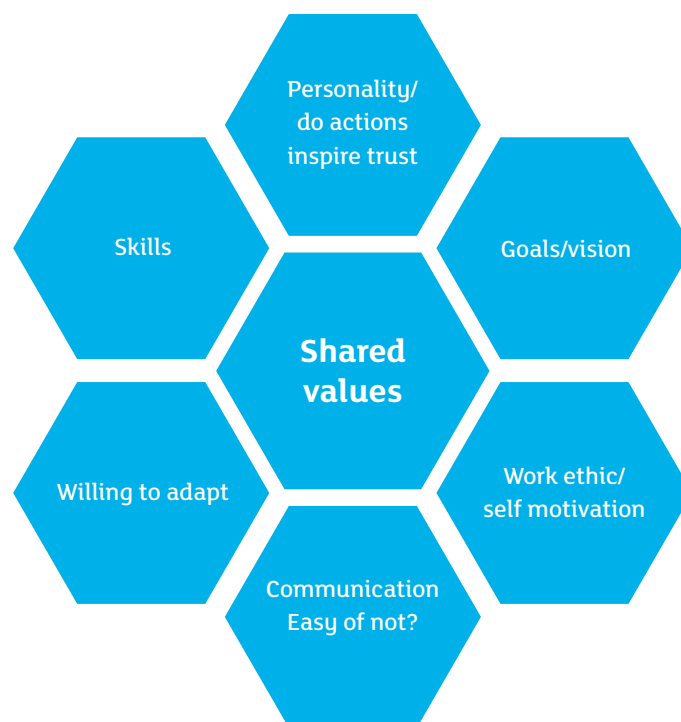 Personality/
do actions
inspire trust
Skills
Goals/vision
Shared
values
Willing to adapt
Work ethic/
self motivation
Communication
Easy of not?